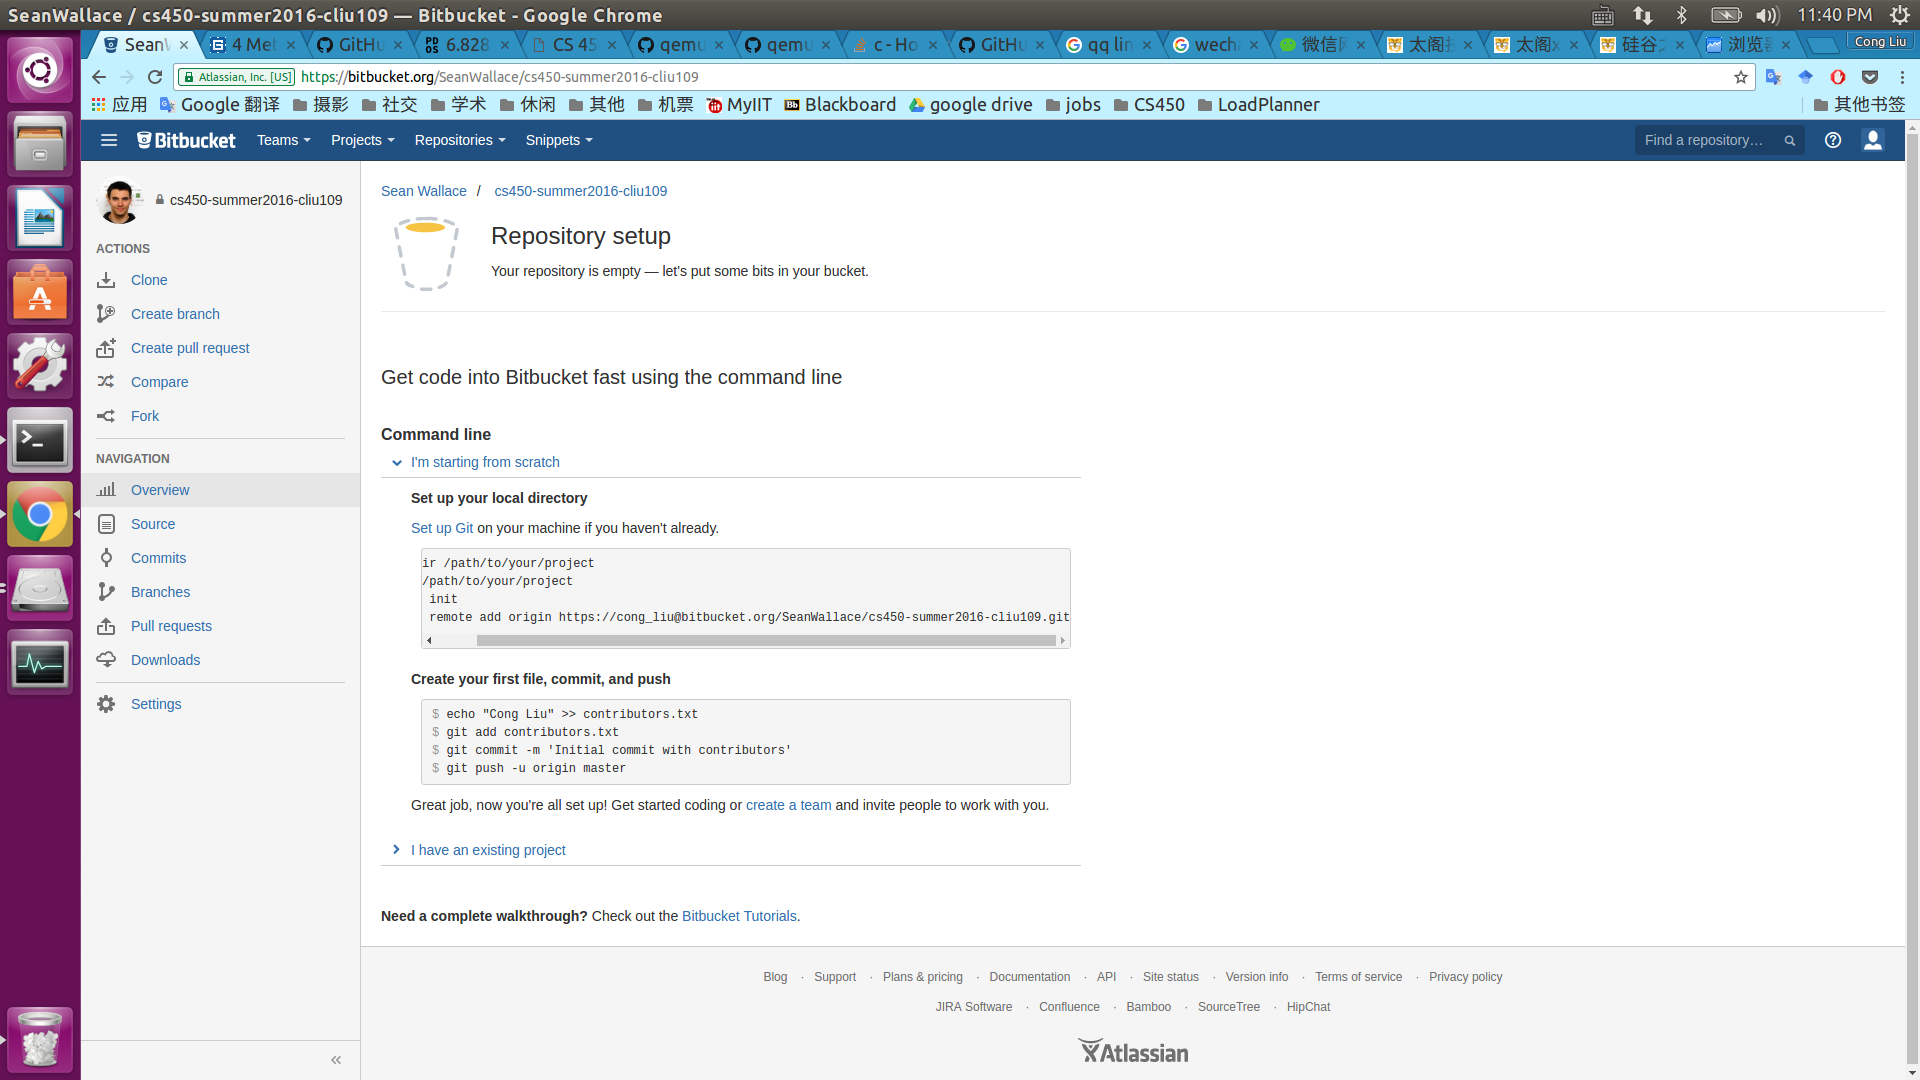 SeanWallace / cs450-summer2016-cliu109 — Bitbucket - Google Chrome
11:40 PM
SeanW
4 Met
GitHu
6.828
CS 45
qemu
qemu
c - Ho
GitHu
qq lin
wech
微信网
太阁
太阁x
硅谷之
浏览器
Cong Liu
Atlassian, Inc. [US]
https://bitbucket.org/SeanWallace/cs450-summer2016-cliu109
应用
Google 翻译
摄影
社交
学术
休闲
其他
机票
MyIIT
Blackboard
google drive
jobs
CS450
LoadPlanner
其他书签
Bitbucket
Teams
Projects
Repositories
Snippets
Find a repository…
cs450-summer2016-cliu109
ACTIONS
Clone
Create branch
Create pull request
Compare
Fork
NAVIGATION
Overview
Source
Commits
Branches
Pull requests
Downloads
Settings
Sean Wallace / cs450-summer2016-cliu109
Repository setup
Your repository is empty — let's put some bits in your bucket.
Get code into Bitbucket fast using the command line
Command line
I'm starting from scratch
Set up your local directory
Set up Git on your machine if you haven't already.
ir /path/to/your/project
/path/to/your/project
init
remote add origin https://cong_liu@bitbucket.org/SeanWallace/cs450-summer2016-cliu109.git
Create your first file, commit, and push
$ echo "Cong Liu" >> contributors.txt
$ git add contributors.txt
$ git commit -m 'Initial commit with contributors'
$ git push -u origin master
Great job, now you're all set up! Get started coding or create a team and invite people to work with you.
I have an existing project
Need a complete walkthrough? Check out the Bitbucket Tutorials.
Blog · Support · Plans & pricing · Documentation · API · Site status · Version info · Terms of service · Privacy policy
JIRA Software · Confluence · Bamboo · SourceTree · HipChat
Atlassian